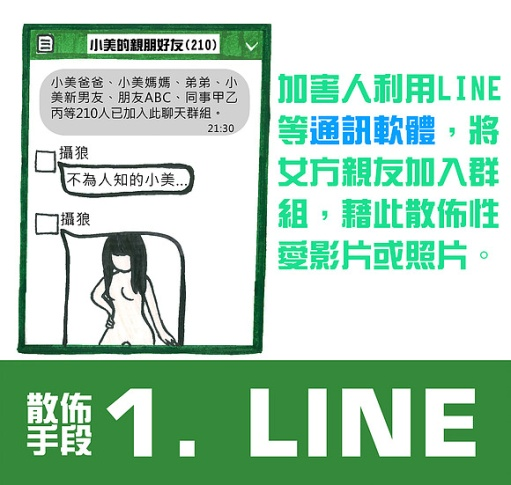 小美的親朋好友(210)
小美爸爸、小美媽媽、弟弟、小
美新男友、朋友ABC、同事甲乙
丙等210人已加入此聊天群組。
21:30
攝狼
不為人知的小美...
攝狼
加害人利用LINE
等通訊軟體，將
女方親友加入群
組，藉此散佈性
愛影片或照片。
散佈
手段
1. LINE